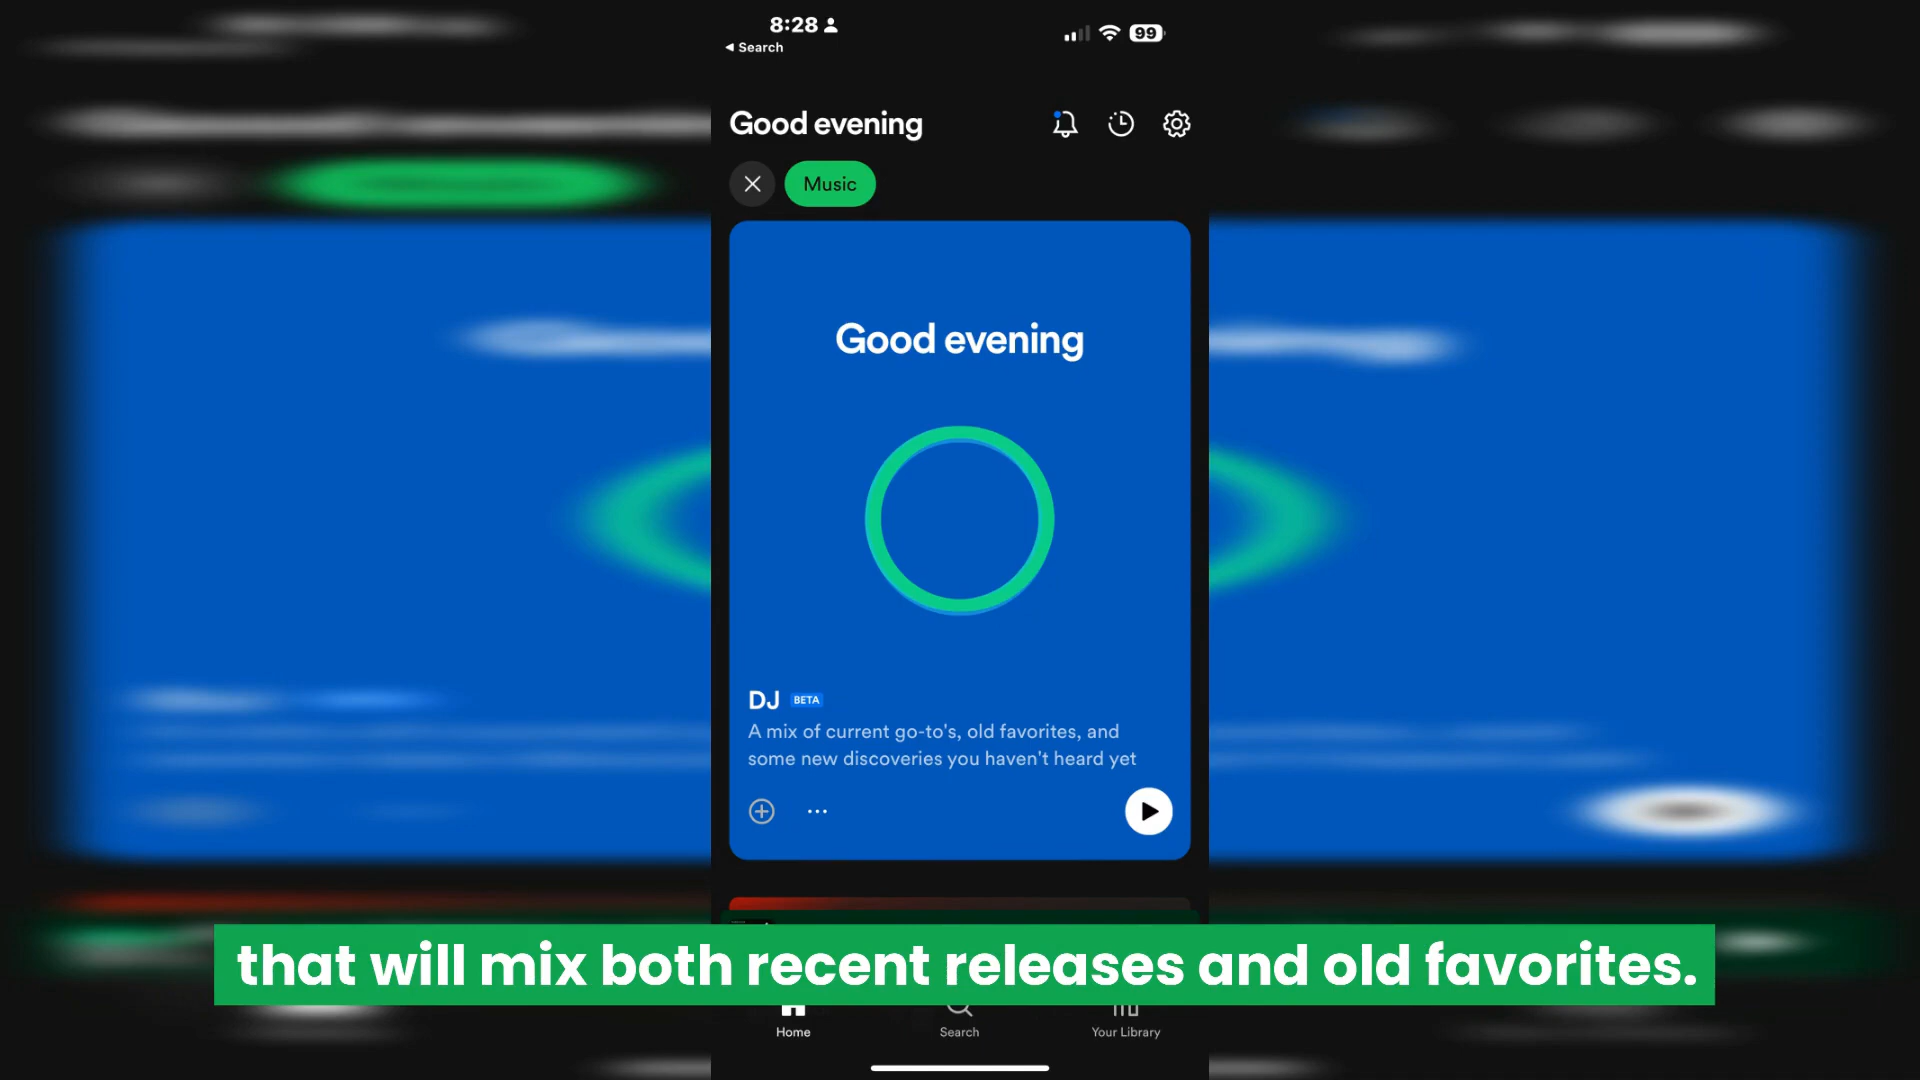 8:28
99
Search
Good evening
Music
Good evening
DJ BETA
A mix of current go-to's, old favorites, and
some new discoveries you haven't heard yet
that will mix both recent releases and old favorites.
Home
Search
Your Library